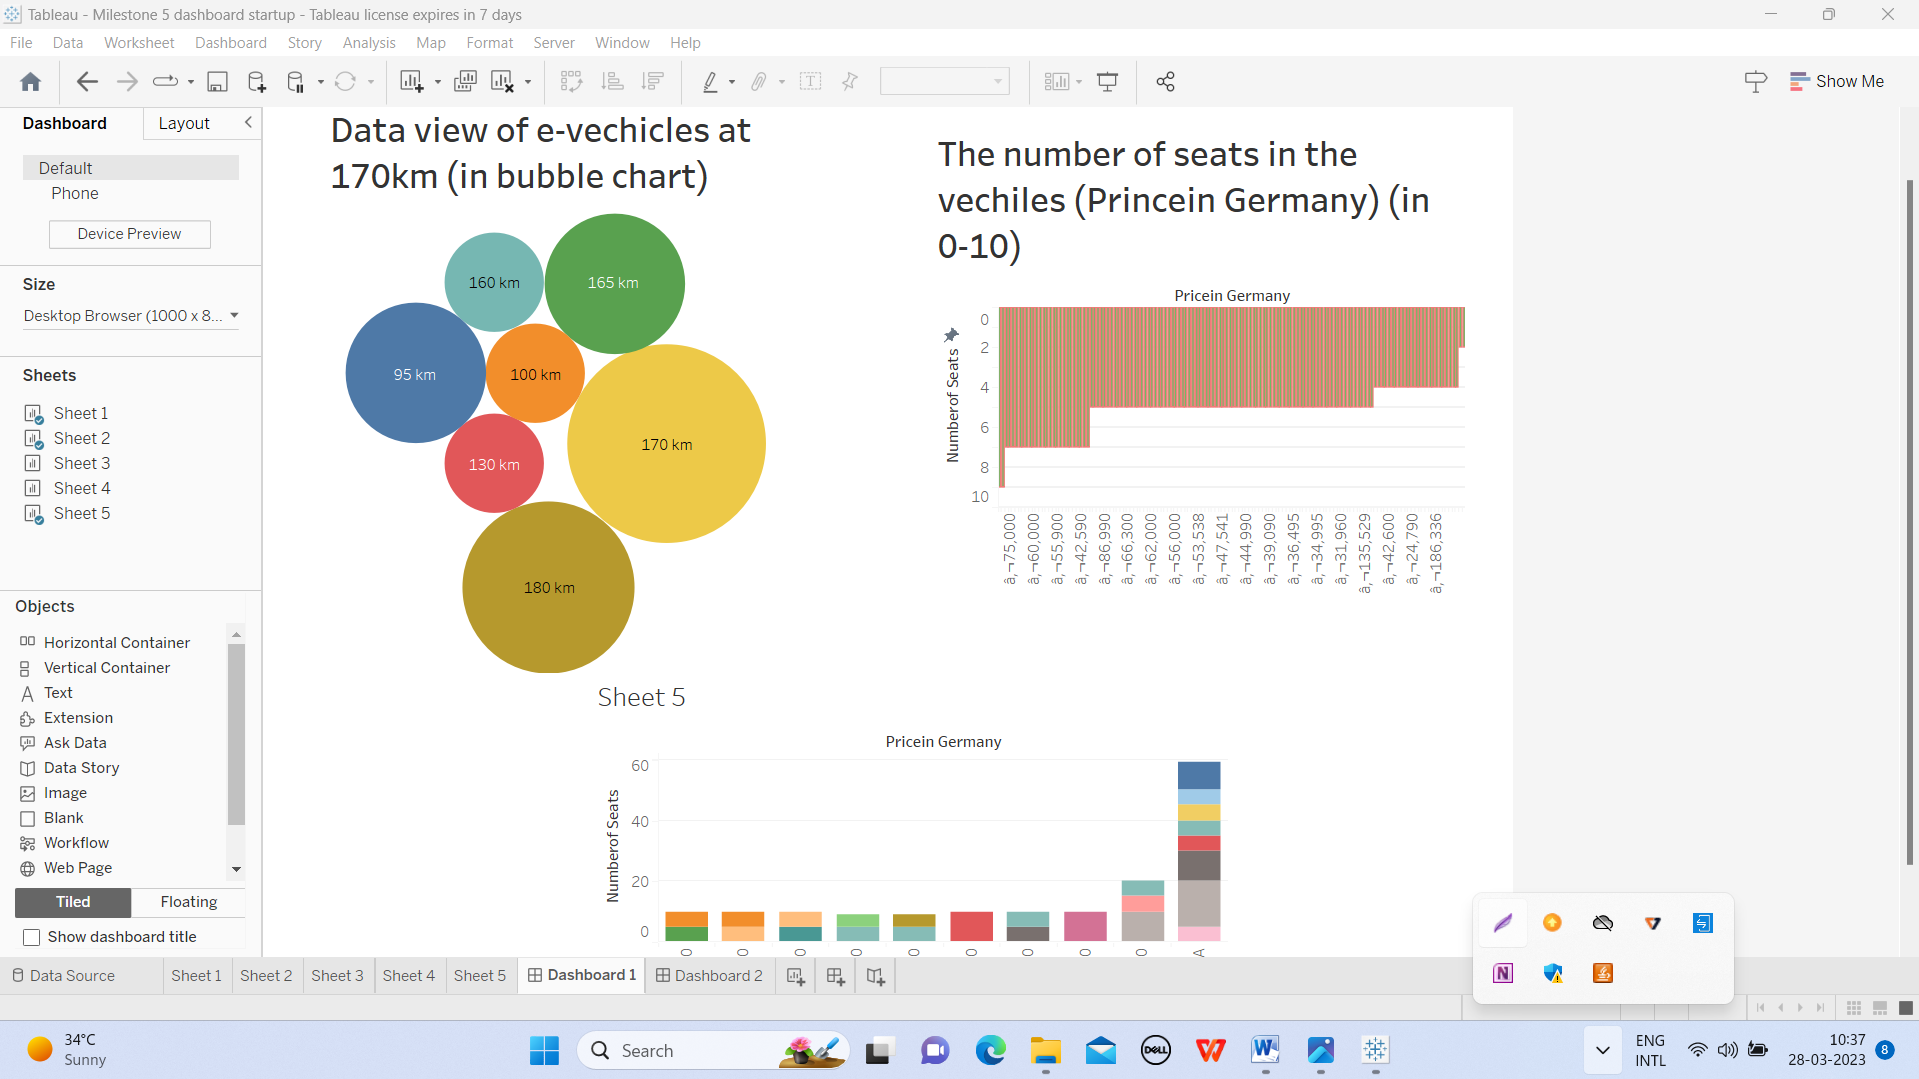 Tableau - Milestone 5 dashboard startup - Tableau license expires in 7 days
File Data Worksheet Dashboard Story Analysis Map Format Server Window Help
Show Me
Dashboard Layout
Default
Phone
Device Preview
Size
Desktop Browser (1000 x 8...
Sheets
Sheet 1
Sheet 2
Sheet 3
Sheet 4
Sheet 5
Objects
Horizontal Container
Vertical Container
Text
Extension
Ask Data
Data Story
Image
Blank
Workflow
Web Page
Tiled Floating
Show dashboard title
Data view of e-vechicles at
170km (in bubble chart)
160 km
165 km
95 km
100 km
170 km
130 km
180 km
The number of seats in the
vechiles (Princein Germany) (in
0-10)
Pricein Germany
Numberof Seats
0
2
4
6
8
10
â‚¬75,000
â‚¬60,000
â‚¬55,900
â‚¬42,590
â‚¬86,990
â‚¬66,300
â‚¬62,000
â‚¬56,000
â‚¬53,538
â‚¬47,541
â‚¬44,990
â‚¬39,090
â‚¬36,495
â‚¬34,995
â‚¬31,960
â‚¬135,529
â‚¬42,600
â‚¬24,790
â‚¬186,336
Sheet 5
Pricein Germany
Numberof Seats
60
40
20
0
0 0 0 0 0 0 0 0 0 A
Data Source Sheet 1 Sheet 2 Sheet 3 Sheet 4 Sheet 5 Dashboard 1 Dashboard 2
34°C
Sunny
Search
DELL
ENG
INTL
10:37
28-03-2023
8